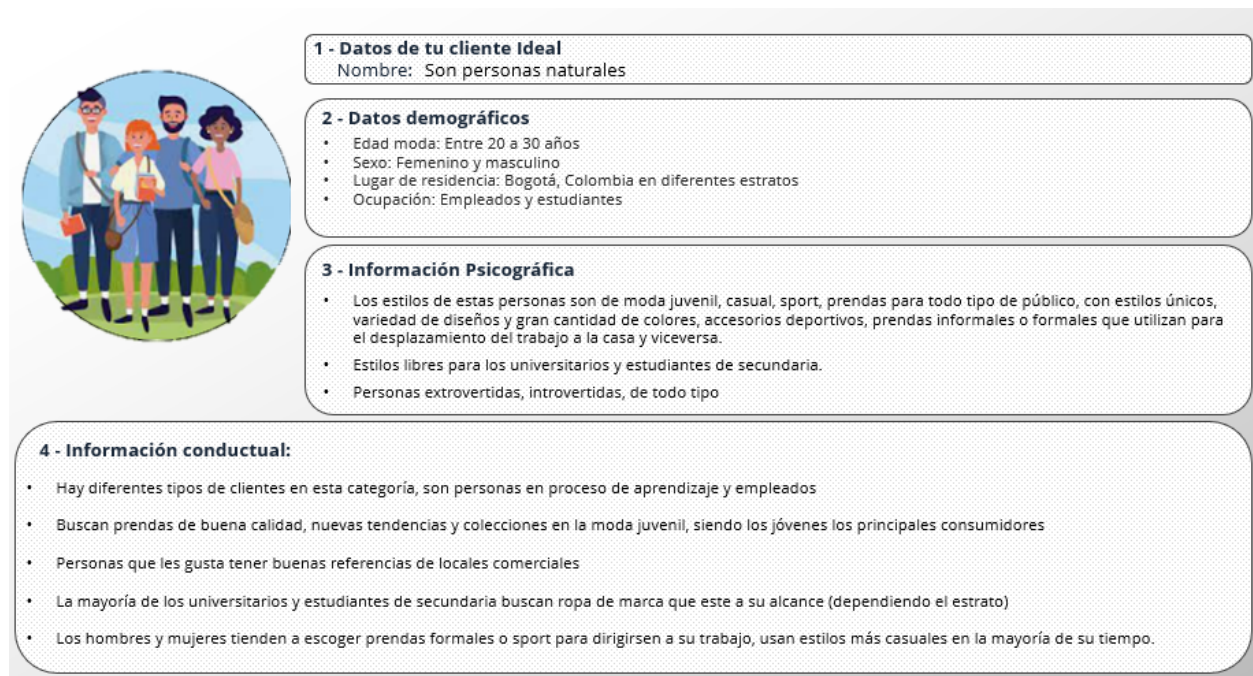 1 - Datos de tu cliente Ideal
Nombre: Son personas naturales
2 - Datos demográficos
• Edad moda: Entre 20 a 30 años
• Sexo: Femenino y masculino
• Lugar de residencia: Bogotá, Colombia en diferentes estratos
• Ocupación: Empleados y estudiantes
3 - Información Psicográfica
• Los estilos de estas personas son de moda juvenil, casual, sport, prendas para todo tipo de público, con estilos únicos,
variedad de diseños y gran cantidad de colores, accesorios deportivos, prendas informales o formales que utilizan para
el desplazamiento del trabajo a la casa y viceversa.
• Estilos libres para los universitarios y estudiantes de secundaria.
• Personas extrovertidas, introvertidas, de todo tipo
4 - Información conductual:
• Hay diferentes tipos de clientes en esta categoría, son personas en proceso de aprendizaje y empleados
• Buscan prendas de buena calidad, nuevas tendencias y colecciones en la moda juvenil, siendo los jóvenes los principales consumidores
• Personas que les gusta tener buenas referencias de locales comerciales
• La mayoría de los universitarios y estudiantes de secundaria buscan ropa de marca que este a su alcance (dependiendo el estrato)
• Los hombres y mujeres tienden a escoger prendas formales o sport para dirigirsen a su trabajo, usan estilos más casuales en la mayoría de su tiempo.